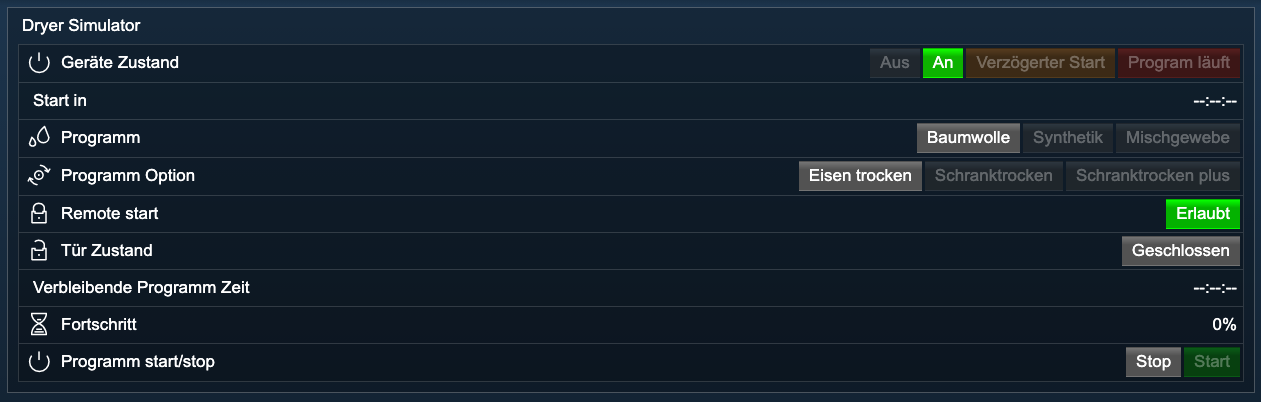 Dryer Simulator
Geräte Zustand Aus An Verzögerter Start Program läuft
Start in --:--:--
Programm Baumwolle Synthetik Mischgewebe
Programm Option Eisen trocken Schranktrocken Schranktrocken plus
Remote start Erlaubt
Tür Zustand Geschlossen
Verbleibende Programm Zeit --:--:--
Fortschritt 0%
Programm start/stop Stop Start